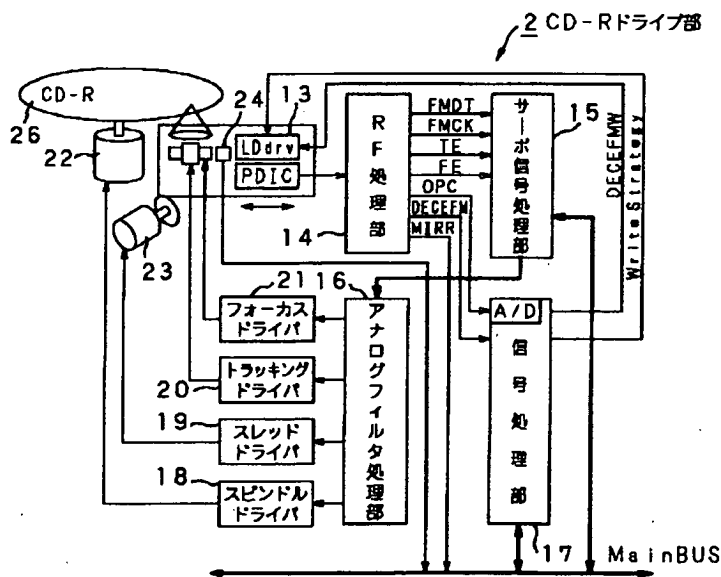 2 CD-Rドライブ部
CD-R
26
22
23
24
13
LDdrv
PDIC
RF処理部
14
FMDT
FMCK
TE
FE
OPC
DECEFM
MIRR
サーボ信号処理部
15
DECEFMW
Write Strategy
21
フォーカス
ドライバ
16
アナログフィルタ処理部
トラッキング
ドライバ
20
19
スレッド
ドライバ
18
スピンドル
ドライバ
A/D
信号処理部
17
MainBUS